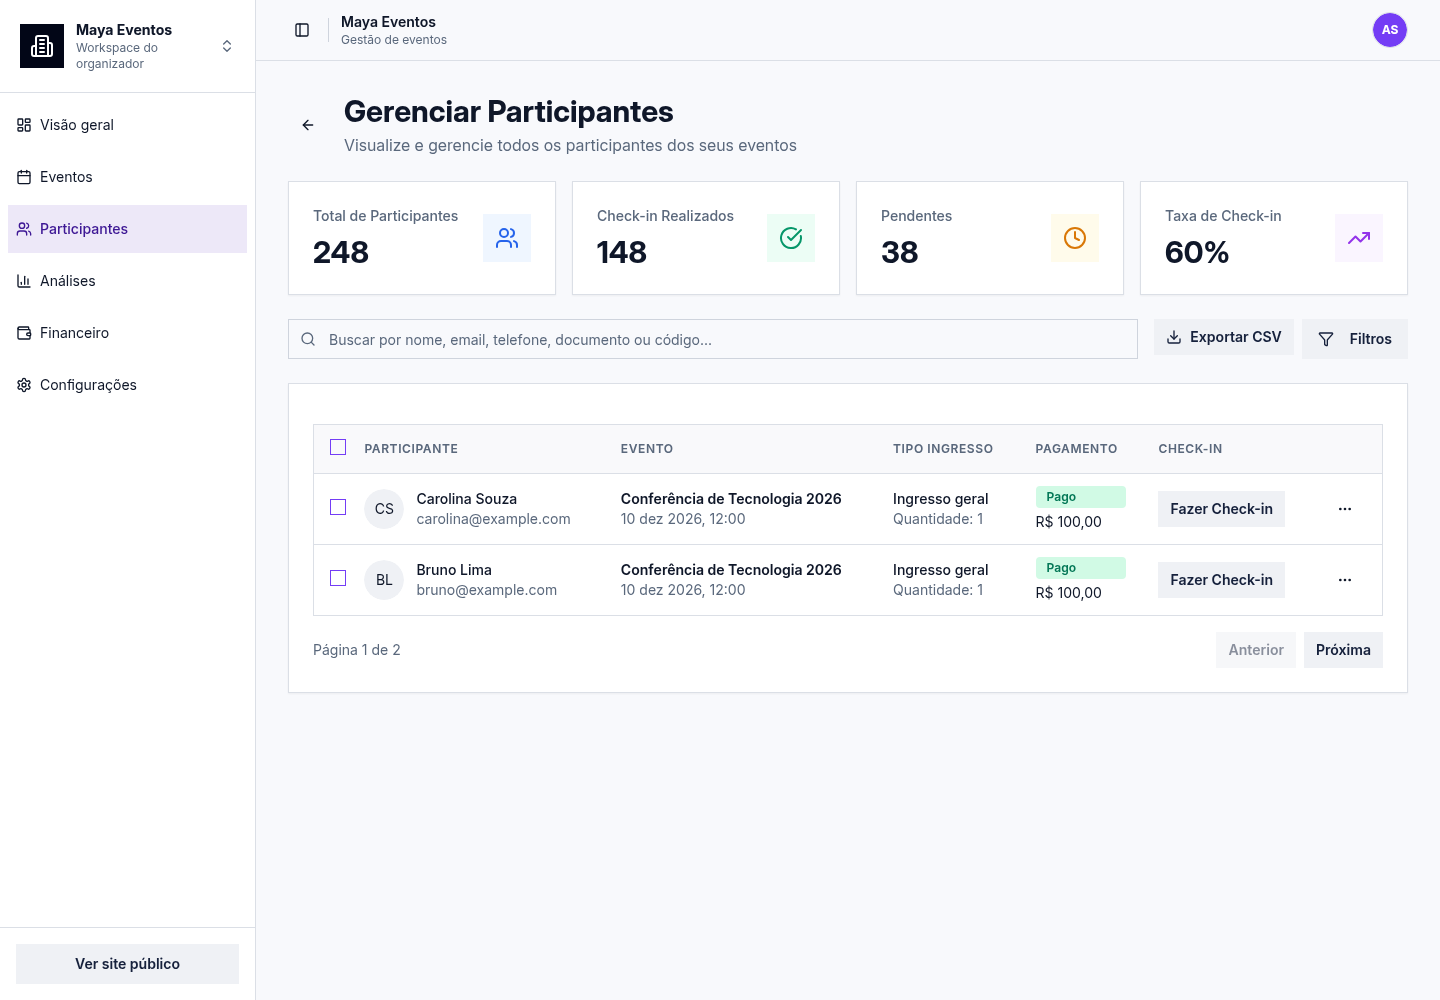 Maya Eventos
Workspace do
organizador
Visão geral
Eventos
Participantes
Análises
Financeiro
Configurações
Ver site público
Maya Eventos
Gestão de eventos
AS
Gerenciar Participantes
Visualize e gerencie todos os participantes dos seus eventos
Total de Participantes
248
Check-in Realizados
148
Pendentes
38
Taxa de Check-in
60%
Buscar por nome, email, telefone, documento ou código...
Exportar CSV
Filtros
PARTICIPANTE EVENTO TIPO INGRESSO PAGAMENTO CHECK-IN
CS
Carolina Souza
carolina@example.com
Conferência de Tecnologia 2026
10 dez 2026, 12:00
Ingresso geral
Quantidade: 1
Pago
R$ 100,00
Fazer Check-in
BL
Bruno Lima
bruno@example.com
Conferência de Tecnologia 2026
10 dez 2026, 12:00
Ingresso geral
Quantidade: 1
Pago
R$ 100,00
Fazer Check-in
Página 1 de 2
Anterior
Próxima